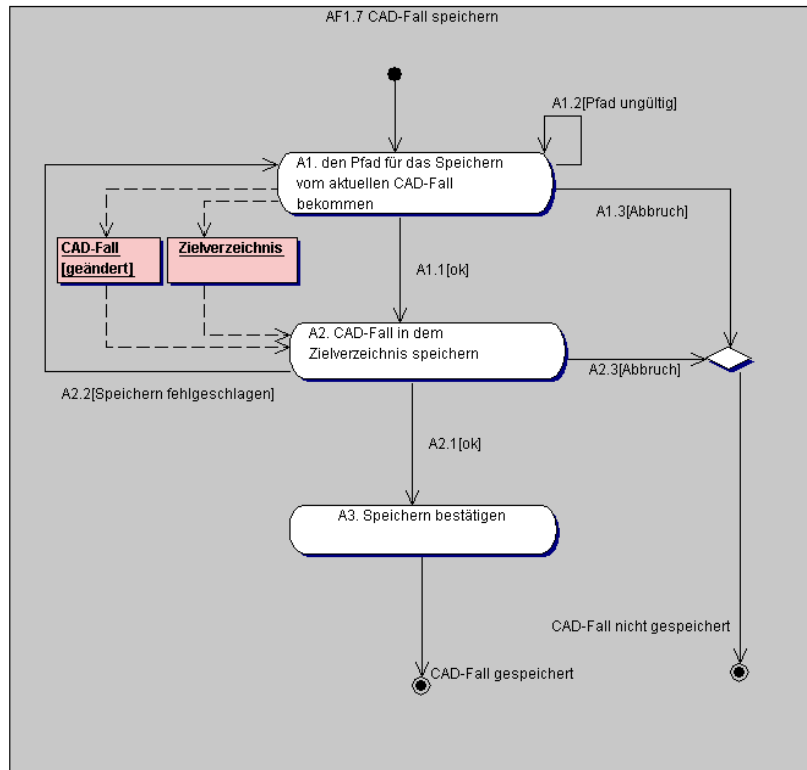 AF1.7 CAD-Fall speichern
A1.2[Pfad ungültig]
A1. den Pfad für das Speichern
vom aktuellen CAD-Fall
bekommen
A1.3[Abbruch]
CAD-Fall
[geändert]
Zielverzeichnis
A1.1[ok]
A2. CAD-Fall in dem
Zielverzeichnis speichern
A2.3[Abbruch]
A2.2[Speichern fehlgeschlagen]
A2.1[ok]
A3. Speichern bestätigen
CAD-Fall nicht gespeichert
CAD-Fall gespeichert